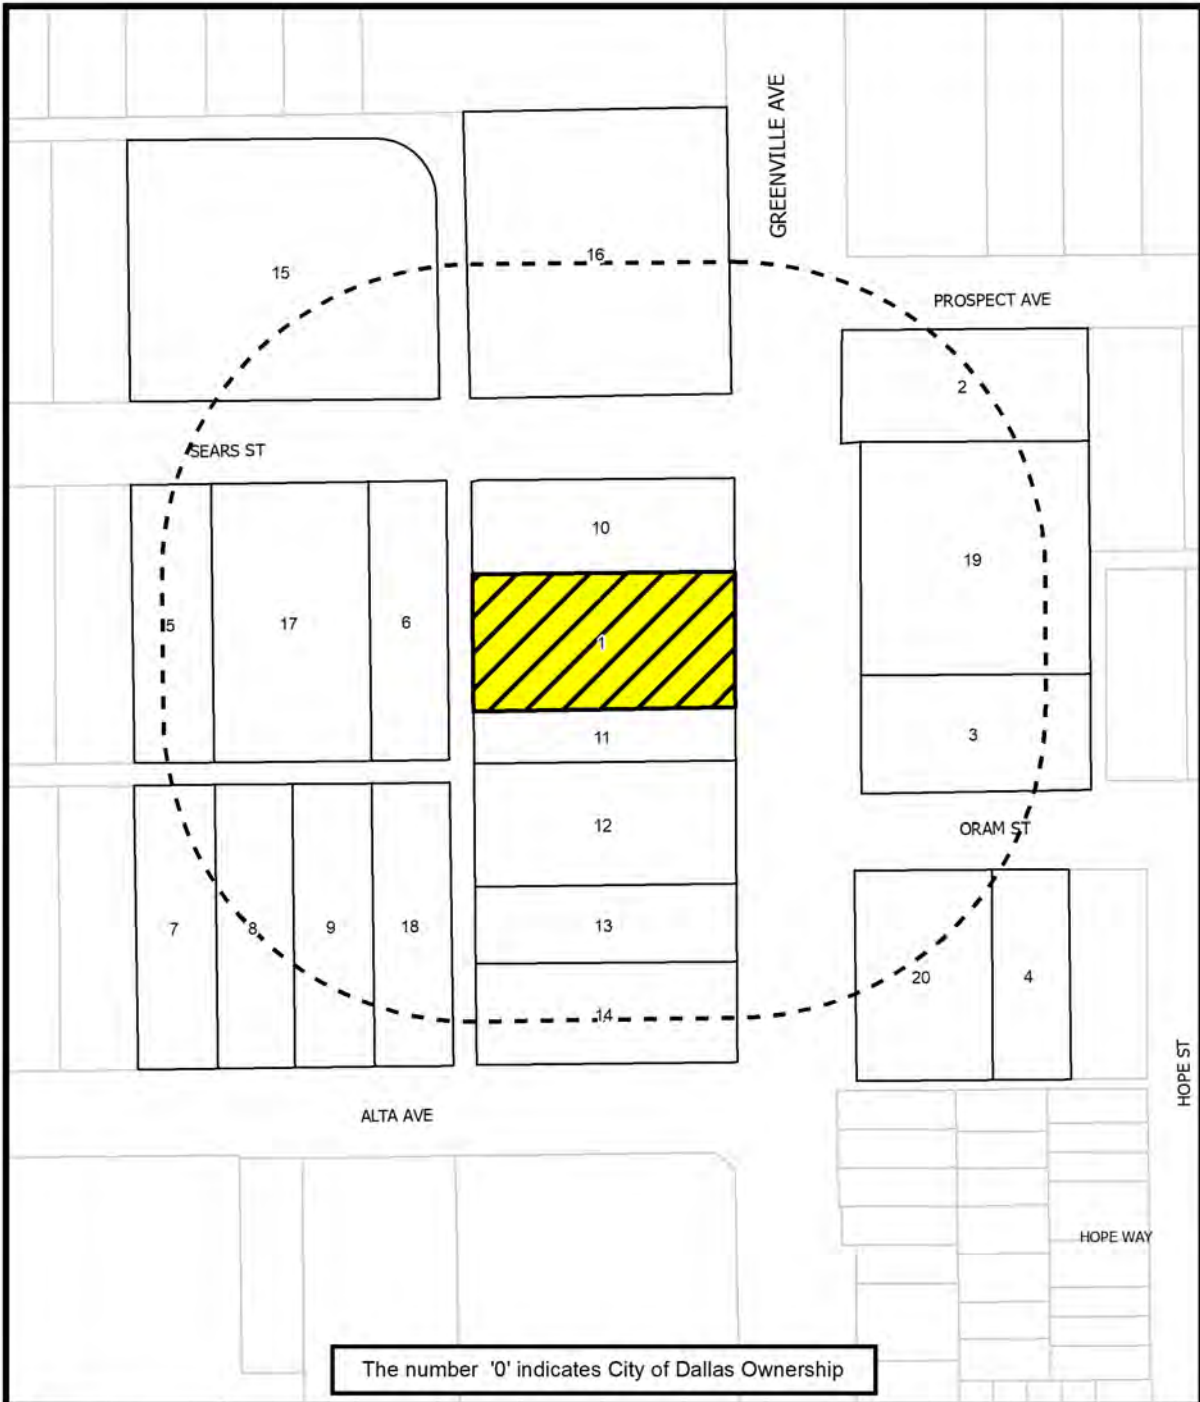 GREENVILLE AVE
16
15
PROSPECT AVE
2
SEARS ST
10
19
5
17
6
1
3
11
12
ORAM ST
7
8
9
18
13
20
4
14
HOPE ST
ALTA AVE
HOPE WAY
The number '0' indicates City of Dallas Ownership